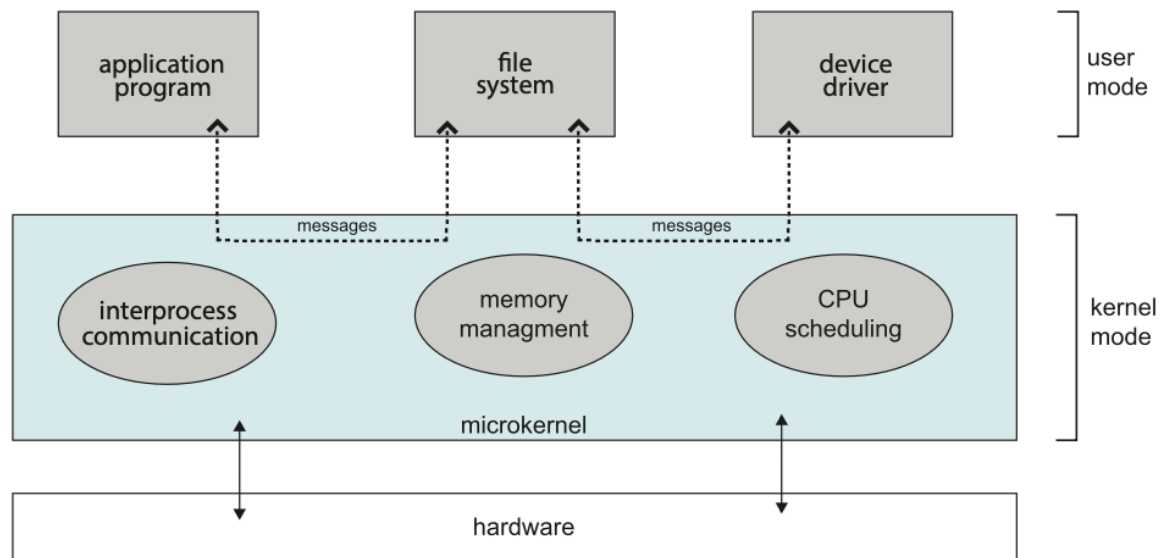 application
program
file
system
device
driver
user
mode
messages
messages
interprocess
communication
memory
managment
CPU
scheduling
kernel
mode
microkernel
hardware